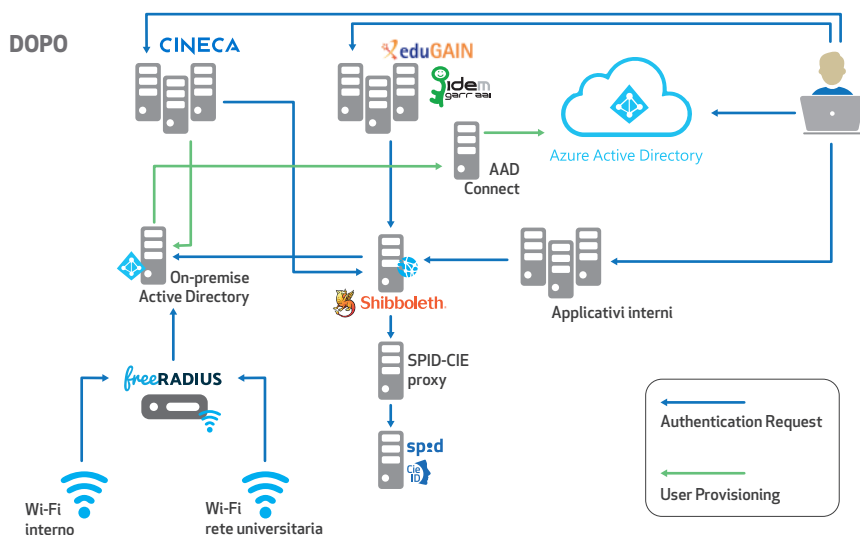 DOPO
CINECA
eduGAIN
idem
garr aai
Azure Active Directory
AAD
Connect
On-premise
Active Directory
Shibboleth.
Applicativi interni
freeRADIUS
SPID-CIE
proxy
spid
Cie
ID
Wi-Fi
interno
Wi-Fi
rete universitaria
Authentication Request
User Provisioning